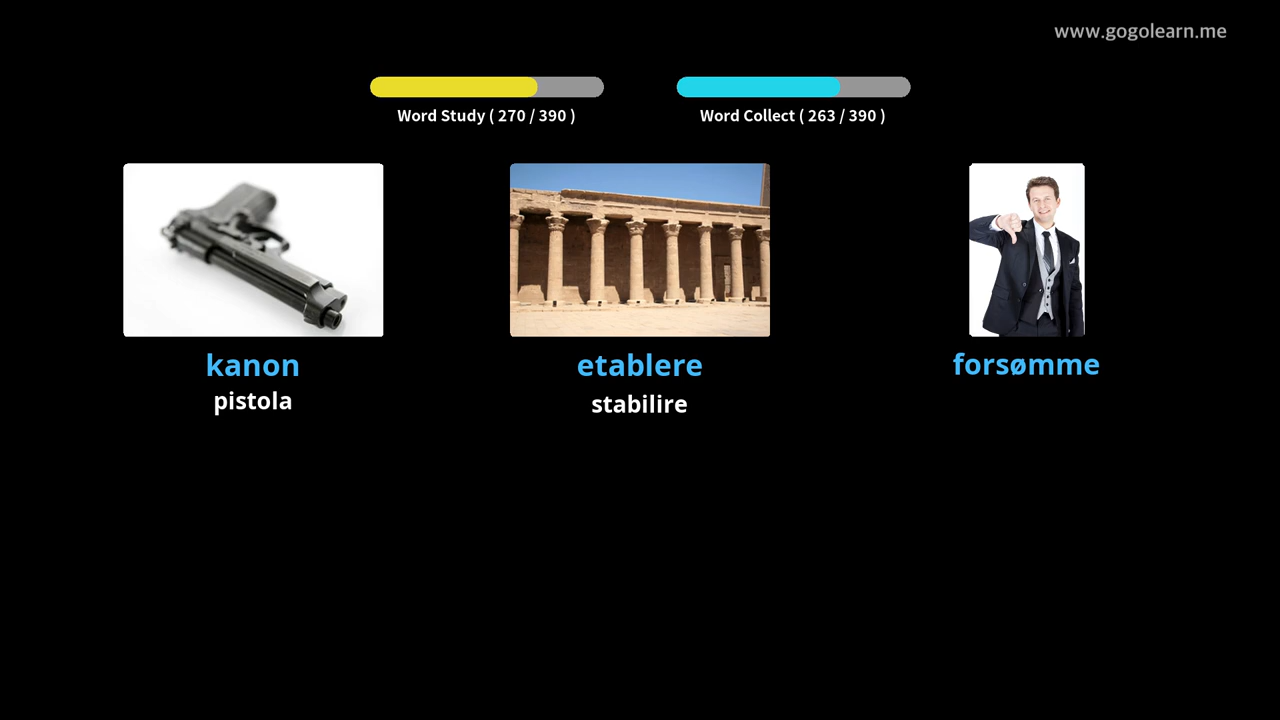 www.gogolearn.me
Word Study ( 270 / 390 )
Word Collect ( 263 / 390 )
kanon
pistola
etablere
stabilire
forsømme